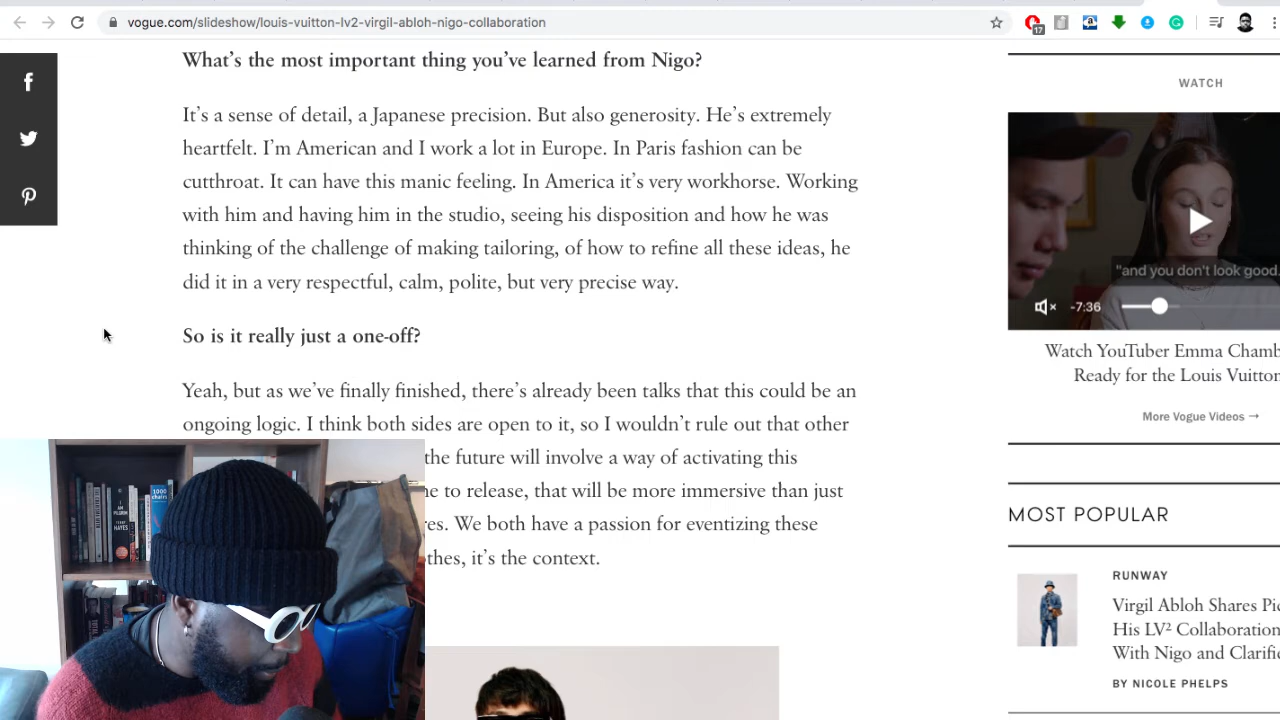 vogue.com/slideshow/louis-vuitton-lv2-virgil-abloh-nigo-collaboration
17
What's the most important thing you've learned from Nigo?
It's a sense of detail, a Japanese precision. But also generosity. He's extremely
heartfelt. I'm American and I work a lot in Europe. In Paris fashion can be
cutthroat. It can have this manic feeling. In America it's very workhorse. Working
with him and having him in the studio, seeing his disposition and how he was
thinking of the challenge of making tailoring, of how to refine all these ideas, he
did it in a very respectful, calm, polite, but very precise way.
So is it really just a one-off?
Yeah, but as we've finally finished, there's already been talks that this could be an
ongoing logic. I think both sides are open to it, so I wouldn't rule out that other
the future will involve a way of activating this
to release, that will be more immersive than just
We both have a passion for eventizing these
it's the context.
WATCH
"and you don't look good.
-7:36
Watch YouTuber Emma Chamb
Ready for the Louis Vuitton
More Vogue Videos →
MOST POPULAR
RUNWAY
Virgil Abloh Shares Pi
His LV² Collaboration
With Nigo and Clarifi
BY NICOLE PHELPS
I AM
PILGRIM
TERRY
HAYES
1000
chairs